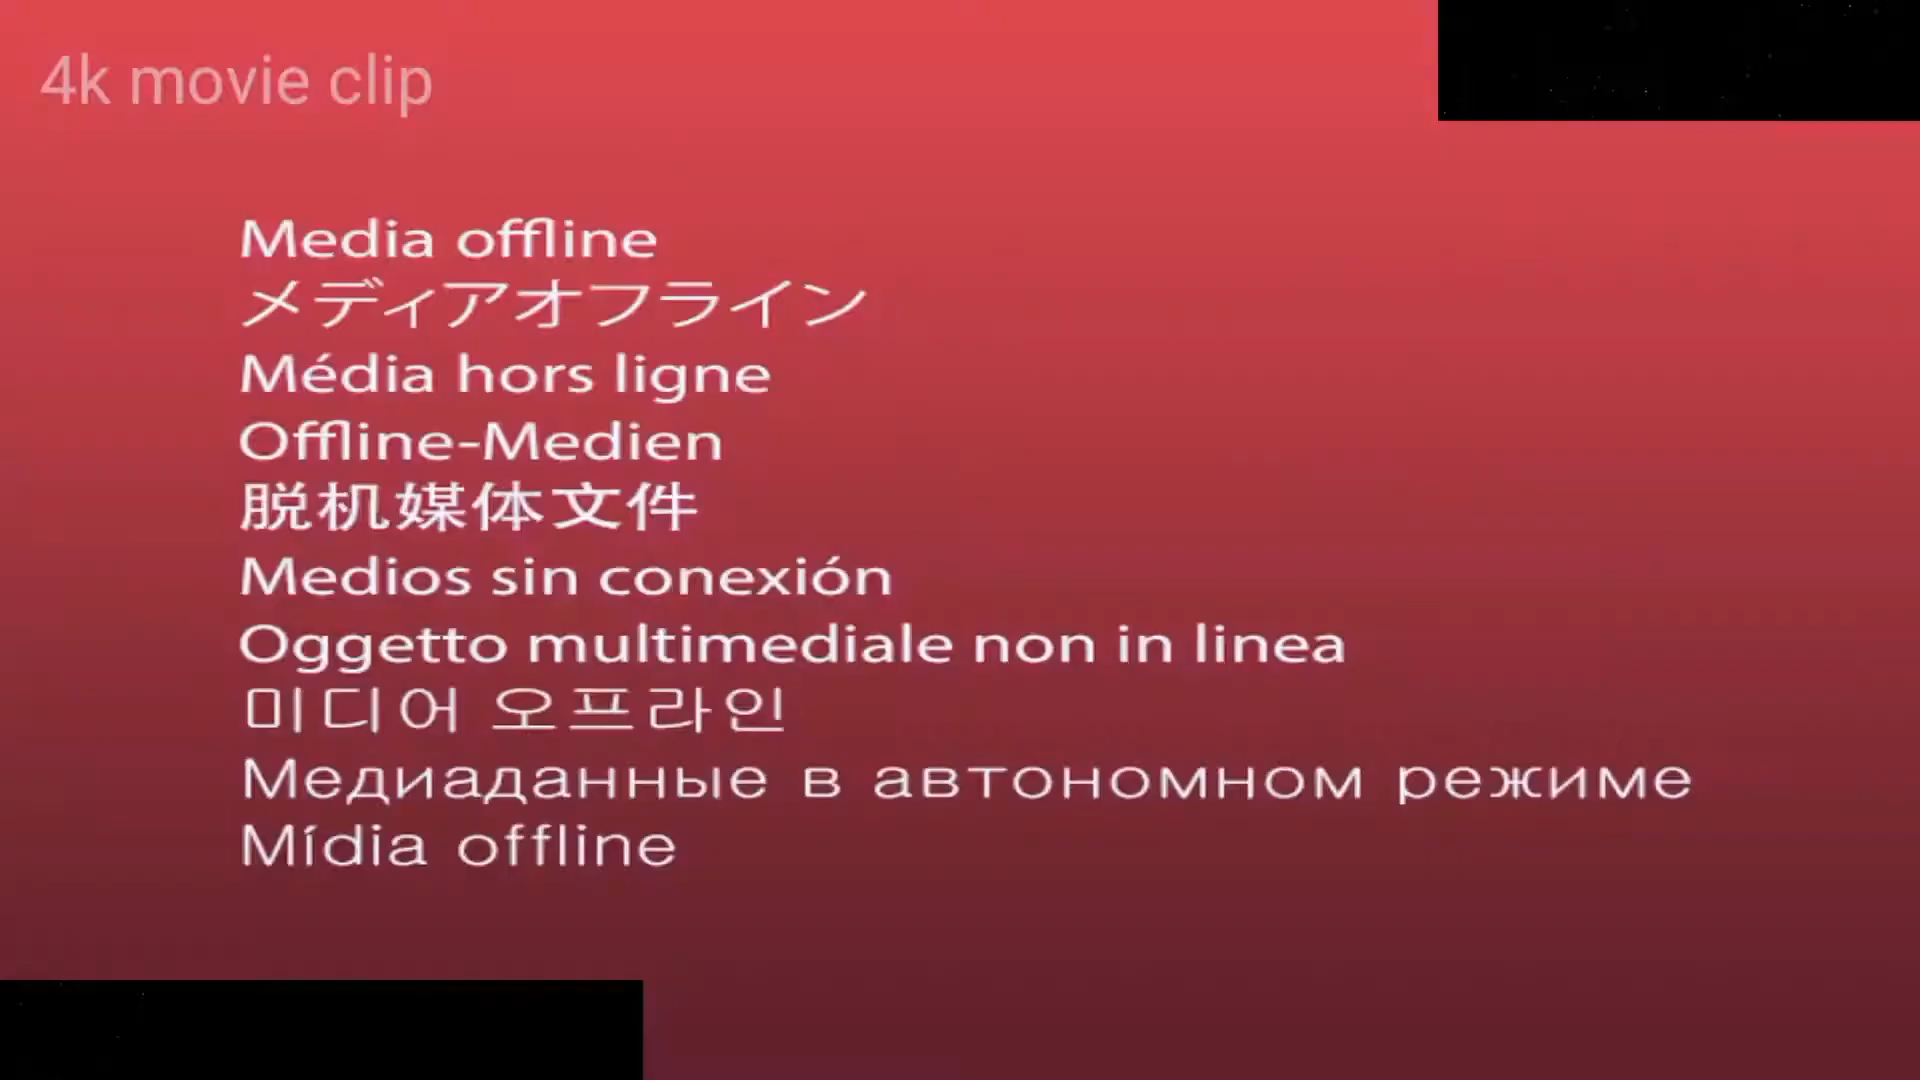 4k movie clip
Media offline
メディアオフライン
Média hors ligne
Offline-Medien
脱机媒体文件
Medios sin conexión
Oggetto multimediale non in linea
미디어 오프라인
Медиаданные в автономном режиме
Mídia offline